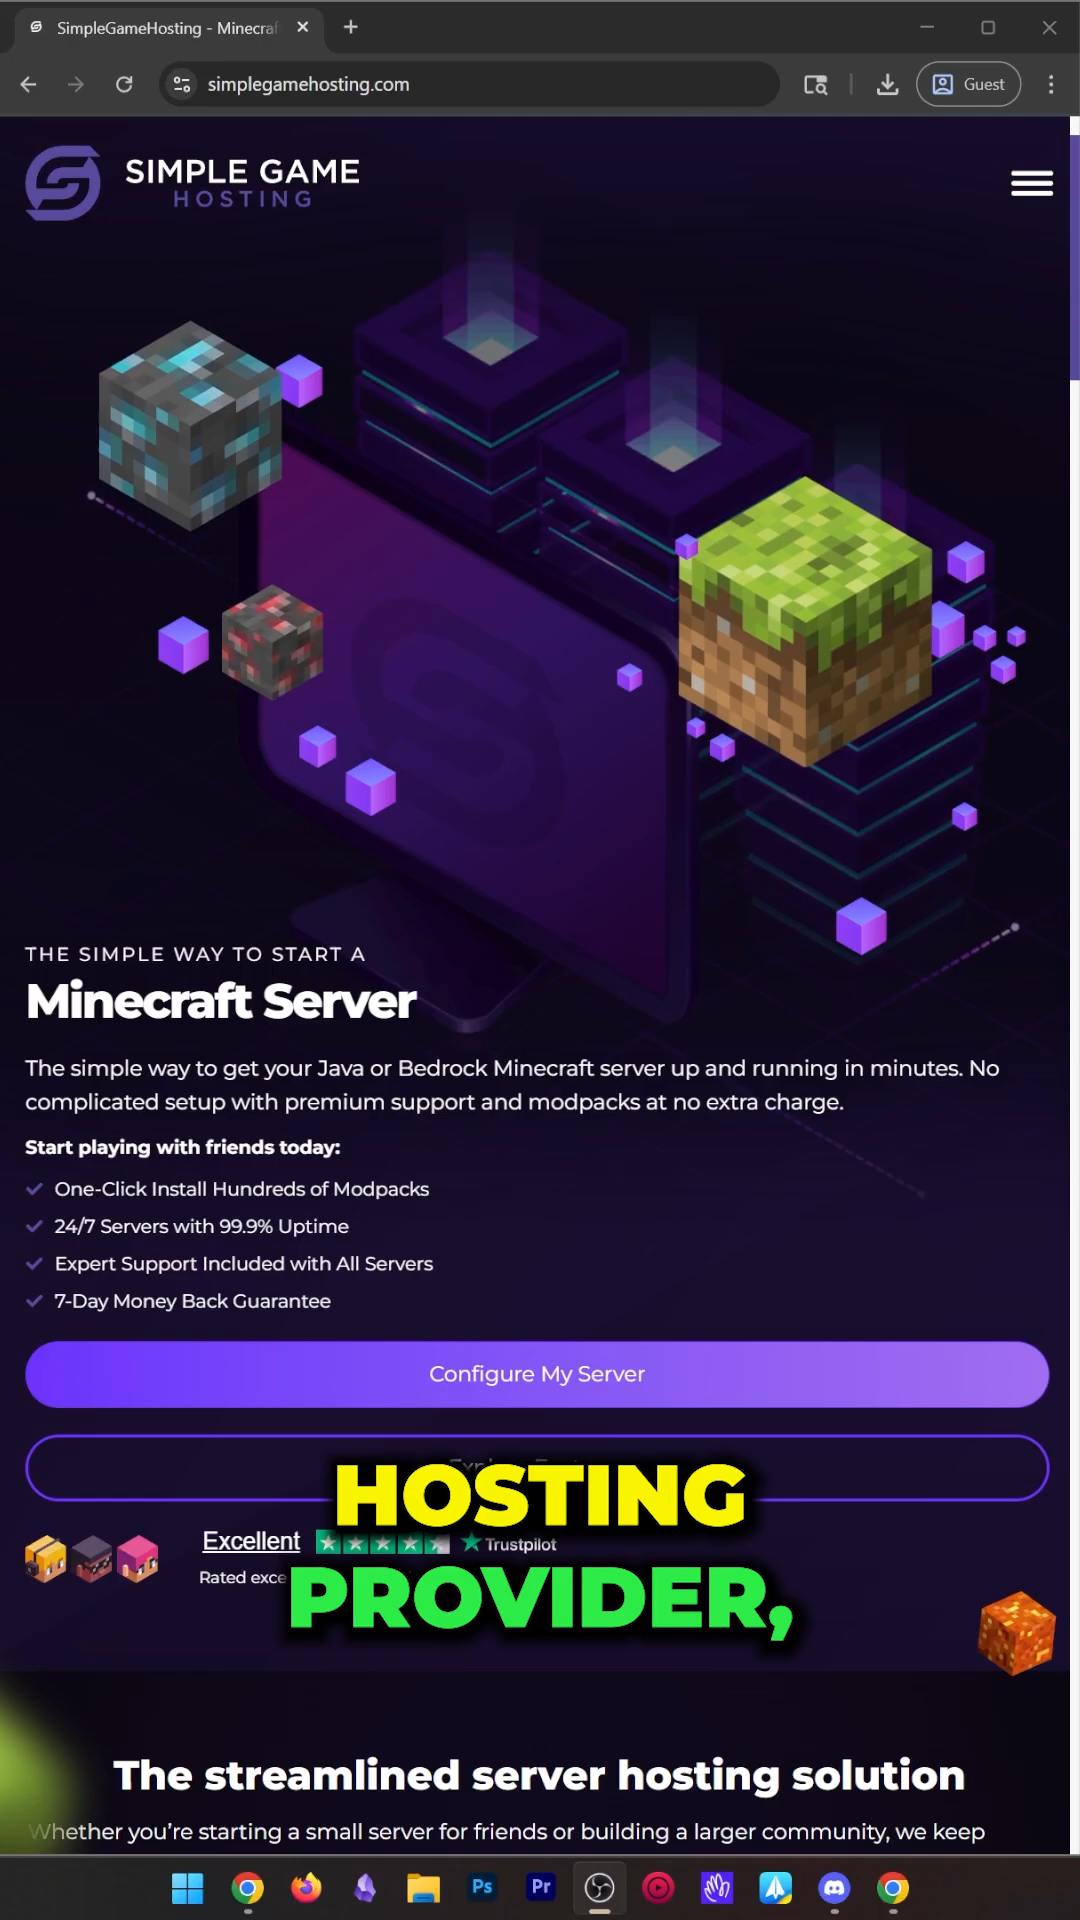 SimpleGameHosting - Minecraf
simplegamehosting.com
Guest
SIMPLE GAME
HOSTING
THE SIMPLE WAY TO START A
Minecraft Server
The simple way to get your Java or Bedrock Minecraft server up and running in minutes. No
complicated setup with premium support and modpacks at no extra charge.
Start playing with friends today:
One-Click Install Hundreds of Modpacks
24/7 Servers with 99.9% Uptime
Expert Support Included with All Servers
7-Day Money Back Guarantee
Configure My Server
HOSTING
Excellent
Trustpilot
Rated exce
PROVIDER,
The streamlined server hosting solution
Whether you're starting a small server for friends or building a larger community, we keep
Ps
Pr